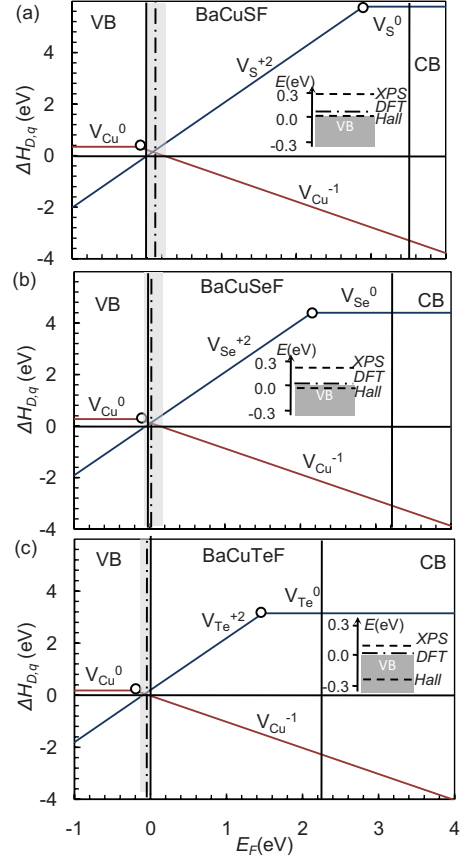 (a) VB BaCuSF
V_S^0
CB
V_S^+2
E(eV)
0.3 XPS
DFT
0.0 Hall
VB
-0.3
V_Cu^0
V_Cu^-1
4
2
0
-2
-4
ΔH_D,q (eV)
(b) VB BaCuSeF
V_Se^0 CB
V_Se^+2
E(eV)
0.3 XPS
DFT
0.0 Hall
VB
-0.3
V_Cu^0
V_Cu^-1
4
2
0
-2
-4
ΔH_D,q (eV)
(c) VB BaCuTeF CB
V_Te^0
V_Te^+2
E(eV)
0.3 XPS
DFT
0.0
VB
-0.3 Hall
V_Cu^0
V_Cu^-1
4
2
0
-2
-4
ΔH_D,q (eV)
-1 0 1 2 3 4
E_F(eV)